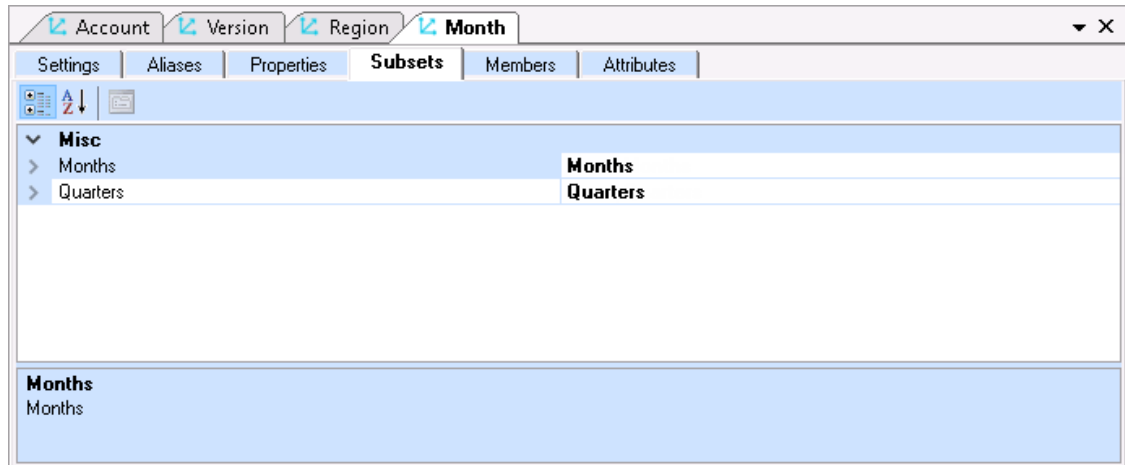 Account Version Region Month
Settings Aliases Properties Subsets Members Attributes
Misc
Months Months
Quarters Quarters
Months
Months